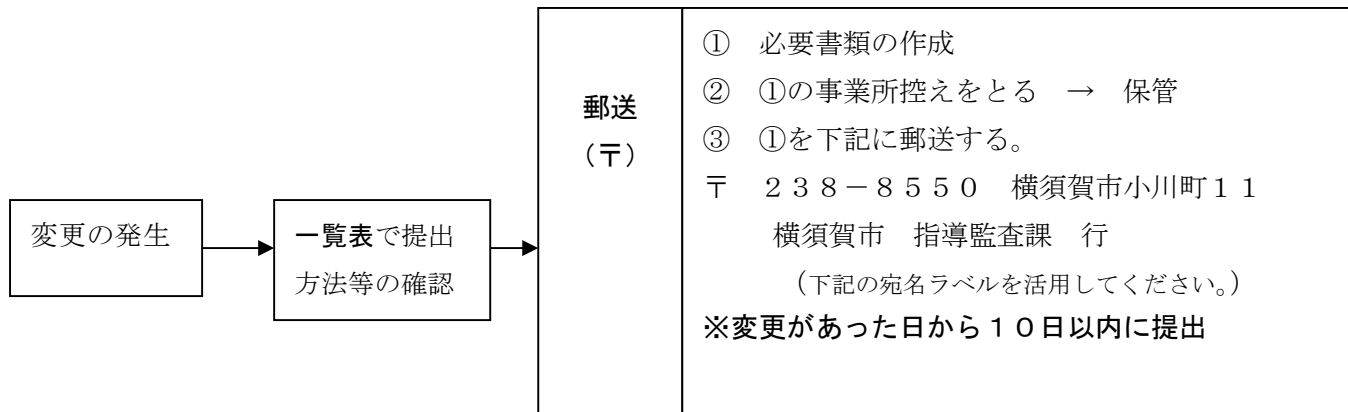 変更の発生
一覧表で提出
方法等の確認
郵送
（〒）
①　必要書類の作成
②　①の事業所控えをとる　→　保管
③　①を下記に郵送する。
〒　２３８－８５５０　横須賀市小川町１１
横須賀市　指導監査課　行
（下記の宛名ラベルを活用してください。）
※変更があった日から１０日以内に提出